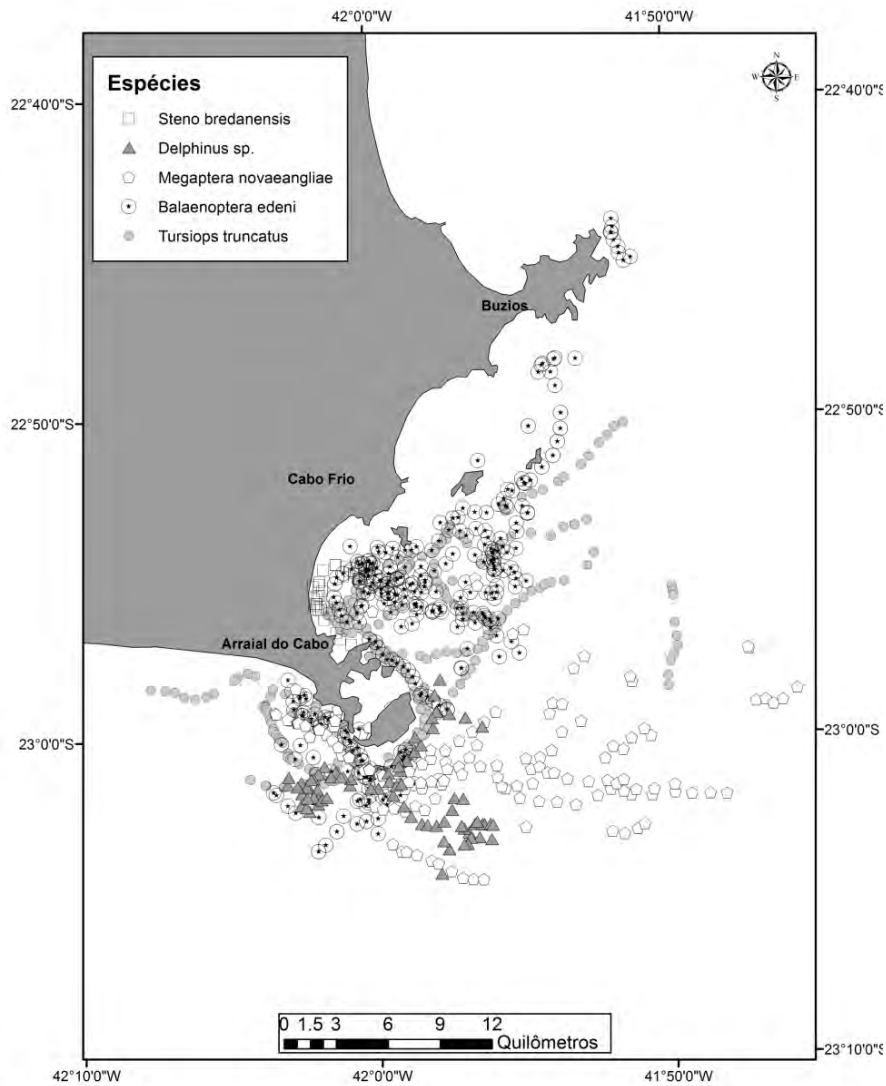 42°0'0"W
41°50'0"W
Espécies
Steno bredanensis
Delphinus sp.
Megaptera novaeangliae
Balaenoptera edeni
Tursiops truncatus
N
W E
S
22°40'0"S
22°40'0"S
Buzios
22°50'0"S
22°50'0"S
Cabo Frio
Arraial do Cabo
23°0'0"S
23°0'0"S
0 1.5 3 6 9 12
Quilômetros
23°10'0"S
42°10'0"W
42°0'0"W
41°50'0"W